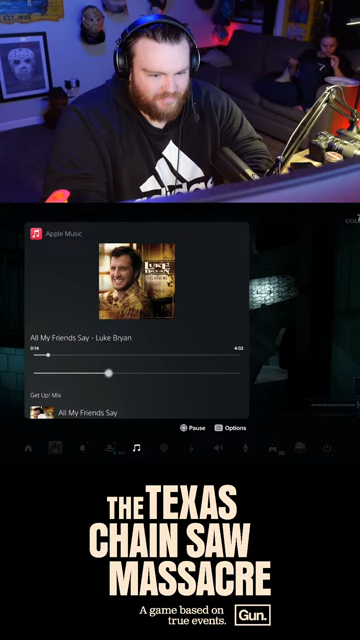 adidas
Apple Music
LUKE
BRYAN
All My Friends Say - Luke Bryan
0:14
4:02
Get Up! Mix
All My Friends Say
Pause
Options
THE TEXAS
CHAIN SAW
MASSACRE
A game based on
true events.
Gun.